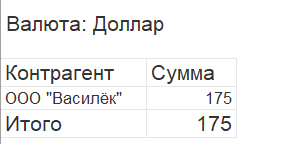 Валюта: Доллар
Контрагент Сумма
ООО "Василёк" 175
Итого 175